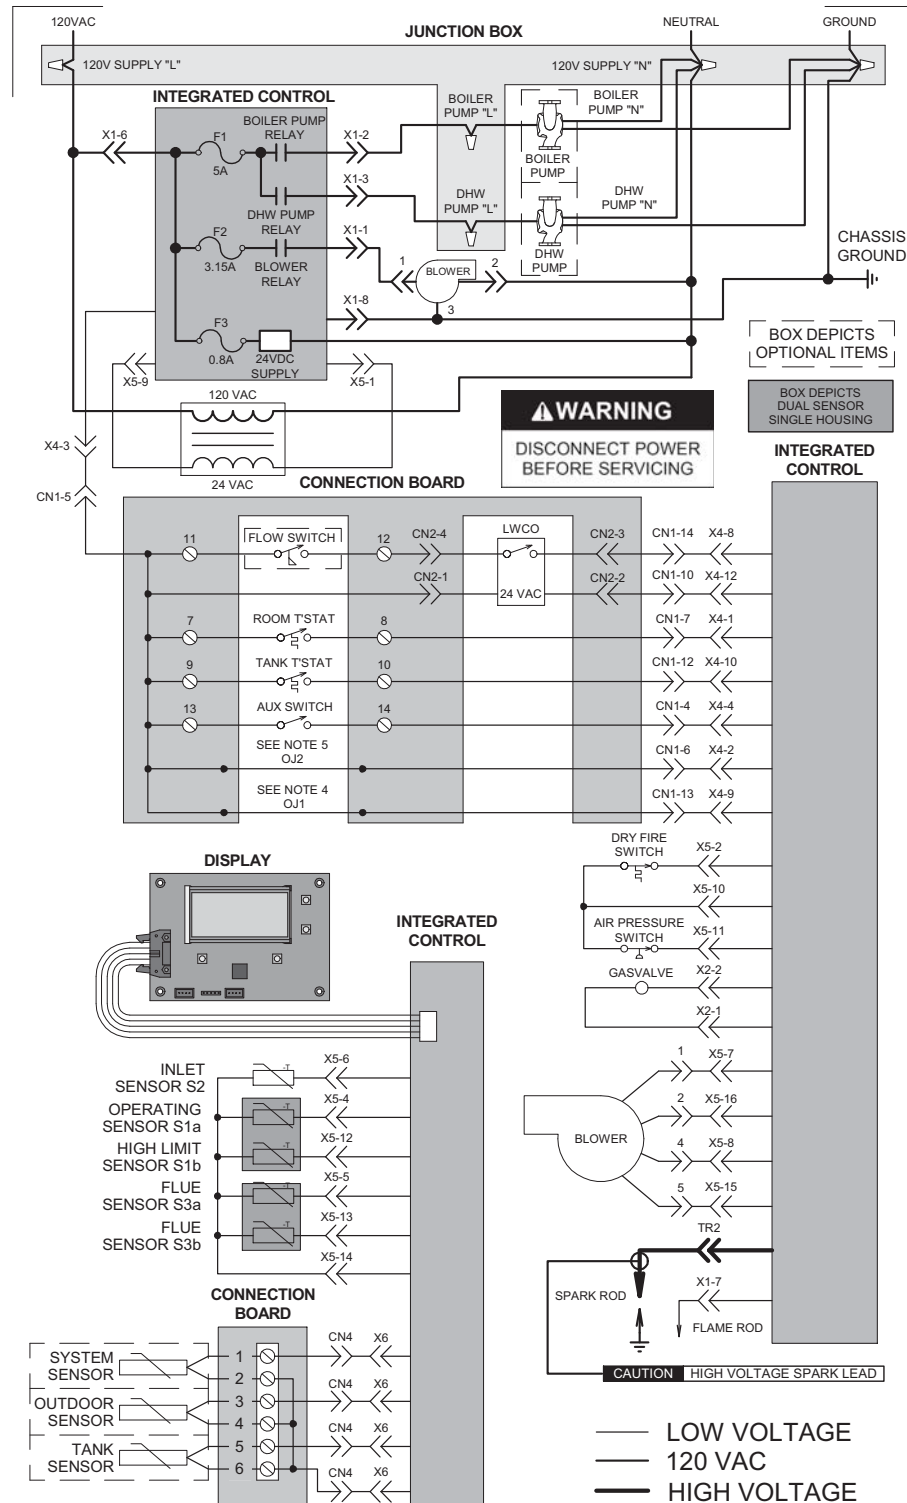 120VAC
NEUTRAL
GROUND
JUNCTION BOX
120V SUPPLY "L"
120V SUPPLY "N"
INTEGRATED CONTROL
BOILER
PUMP "L"
BOILER
PUMP "N"
BOILER PUMP
RELAY
X1-6
X1-2
F1
5A
BOILER
PUMP
X1-3
DHW
PUMP "L"
DHW
PUMP "N"
DHW PUMP
RELAY
F2
3.15A
X1-1
BLOWER
RELAY
DHW
PUMP
CHASSIS
GROUND
1
BLOWER
2
3
X1-8
F3
0.8A
24VDC
SUPPLY
X5-9
X5-1
120 VAC
24 VAC
BOX DEPICTS
OPTIONAL ITEMS
BOX DEPICTS
DUAL SENSOR
SINGLE HOUSING
WARNING
DISCONNECT POWER
BEFORE SERVICING
X4-3
CN1-5
CONNECTION BOARD
INTEGRATED
CONTROL
11
FLOW SWITCH
12
CN2-4
LWCO
CN2-3
CN1-14
X4-8
CN2-1
24 VAC
CN2-2
CN1-10
X4-12
7
ROOM T'STAT
8
CN1-7
X4-1
9
TANK T'STAT
10
CN1-12
X4-10
13
AUX SWITCH
14
CN1-4
X4-4
SEE NOTE 5
OJ2
CN1-6
X4-2
SEE NOTE 4
OJ1
CN1-13
X4-9
DRY FIRE
SWITCH
X5-2
X5-10
AIR PRESSURE
SWITCH
X5-11
GASVALVE
X2-2
X2-1
DISPLAY
INTEGRATED
CONTROL
INLET
SENSOR S2
-T
X5-6
OPERATING
SENSOR S1a
-T
X5-4
HIGH LIMIT
SENSOR S1b
-T
X5-12
FLUE
SENSOR S3a
-T
X5-5
FLUE
SENSOR S3b
-T
X5-13
X5-14
BLOWER
1
X5-7
2
X5-16
4
X5-8
5
X5-15
TR2
SPARK ROD
X1-7
FLAME ROD
CAUTION
HIGH VOLTAGE SPARK LEAD
CONNECTION
BOARD
SYSTEM
SENSOR
1
2
CN4
X6
OUTDOOR
SENSOR
3
4
CN4
X6
TANK
SENSOR
5
6
CN4
X6
CN4
X6
LOW VOLTAGE
120 VAC
HIGH VOLTAGE